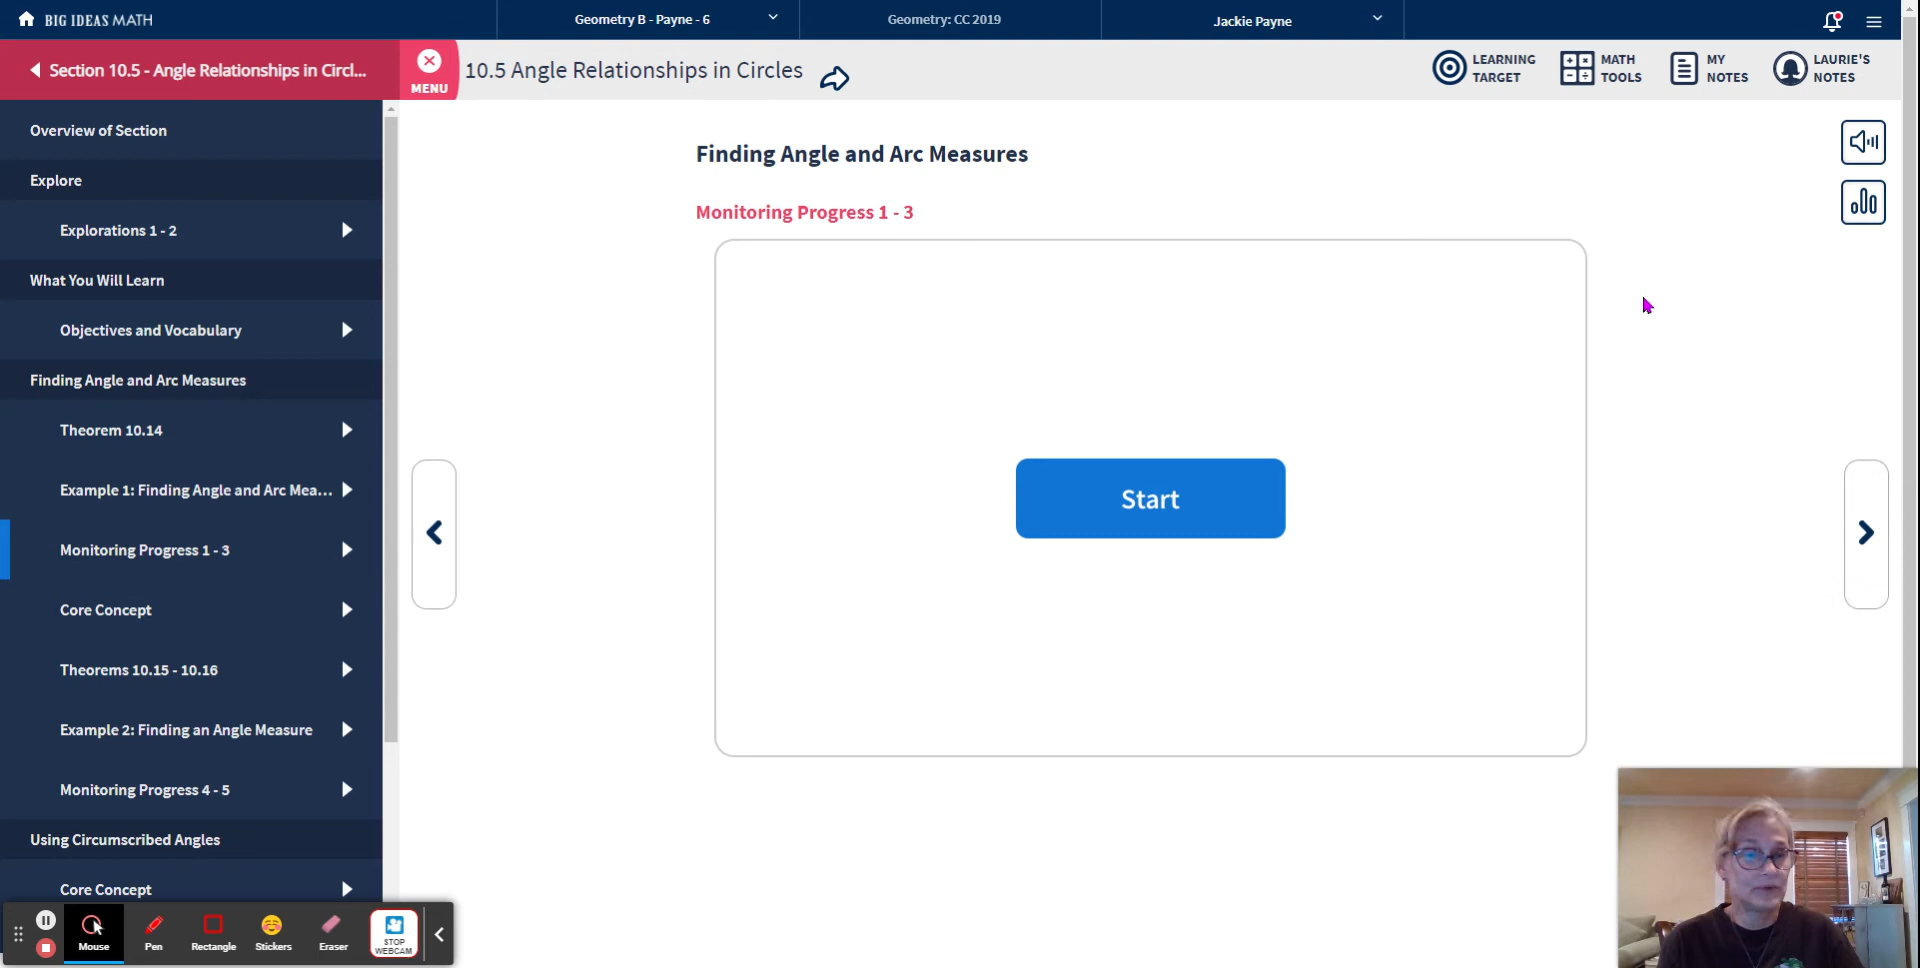 BIG IDEAS MATH
Geometry B - Payne - 6
Geometry: CC 2019
Jackie Payne
Section 10.5 - Angle Relationships in Circl...
MENU
10.5 Angle Relationships in Circles
LEARNING TARGET
MATH TOOLS
MY NOTES
LAURIE'S NOTES
Overview of Section
Explore
Explorations 1 - 2
What You Will Learn
Objectives and Vocabulary
Finding Angle and Arc Measures
Theorem 10.14
Example 1: Finding Angle and Arc Mea...
Monitoring Progress 1 - 3
Core Concept
Theorems 10.15 - 10.16
Example 2: Finding an Angle Measure
Monitoring Progress 4 - 5
Using Circumscribed Angles
Core Concept
Finding Angle and Arc Measures
Monitoring Progress 1 - 3
Start
Mouse
Pen
Rectangle
Stickers
Eraser
STOP WEBCAM